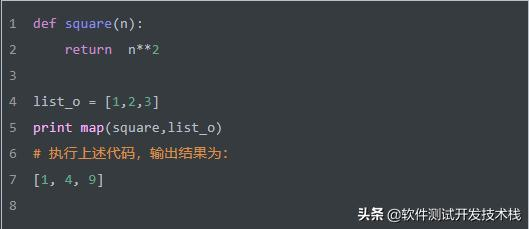 1 def square(n):
2     return  n**2
3
4 list_o = [1,2,3]
5 print map(square,list_o)
6 # 执行上述代码，输出结果为：
7 [1, 4, 9]
8
头条 @软件测试开发技术栈